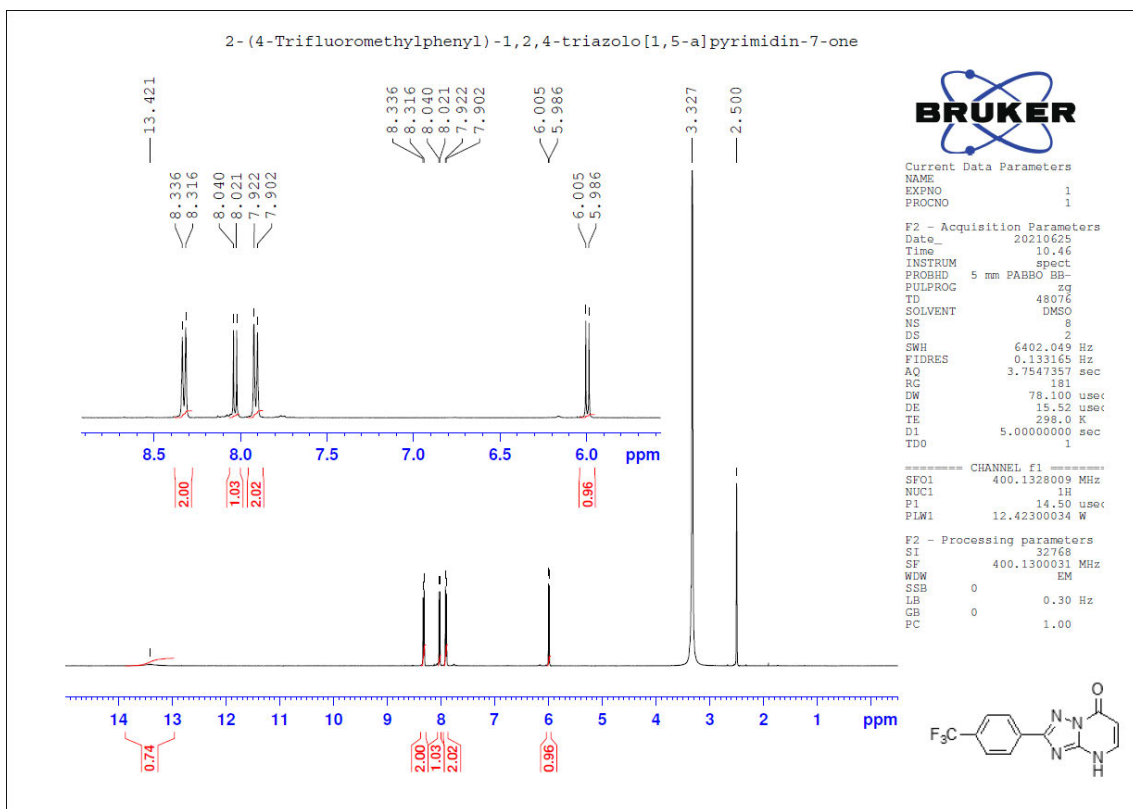 2-(4-Trifluoromethylphenyl)-1,2,4-triazolo[1,5-a]pyrimidin-7-one
13.421
8.336
8.316
8.040
8.021
7.922
7.902
6.005
5.986
3.327
2.500
8.336
8.316
8.040
8.021
7.922
7.902
6.005
5.986
8.5 8.0 7.5 7.0 6.5 6.0 ppm
2.00 1.03 2.02 0.96
14 13 12 11 10 9 8 7 6 5 4 3 2 1 ppm
0.74 2.00 1.03 2.02 0.96
BRUKER
Current Data Parameters
NAME
EXPNO 1
PROCNO 1
F2 - Acquisition Parameters
Date_ 20210625
Time 10.46
INSTRUM spect
PROBHD 5 mm PABBO BB-
PULPROG zg
TD 48076
SOLVENT DMSO
NS 8
DS 2
SWH 6402.049 Hz
FIDRES 0.133165 Hz
AQ 3.7547357 sec
RG 181
DW 78.100 usec
DE 15.52 usec
TE 298.0 K
D1 5.00000000 sec
TD0 1
======== CHANNEL f1 ========
SFO1 400.1328009 MHz
NUC1 1H
P1 14.50 usec
PLW1 12.42300034 W
F2 - Processing parameters
SI 32768
SF 400.1300031 MHz
WDW EM
SSB 0
LB 0.30 Hz
GB 0
PC 1.00
O
N N
F3C
N N
H